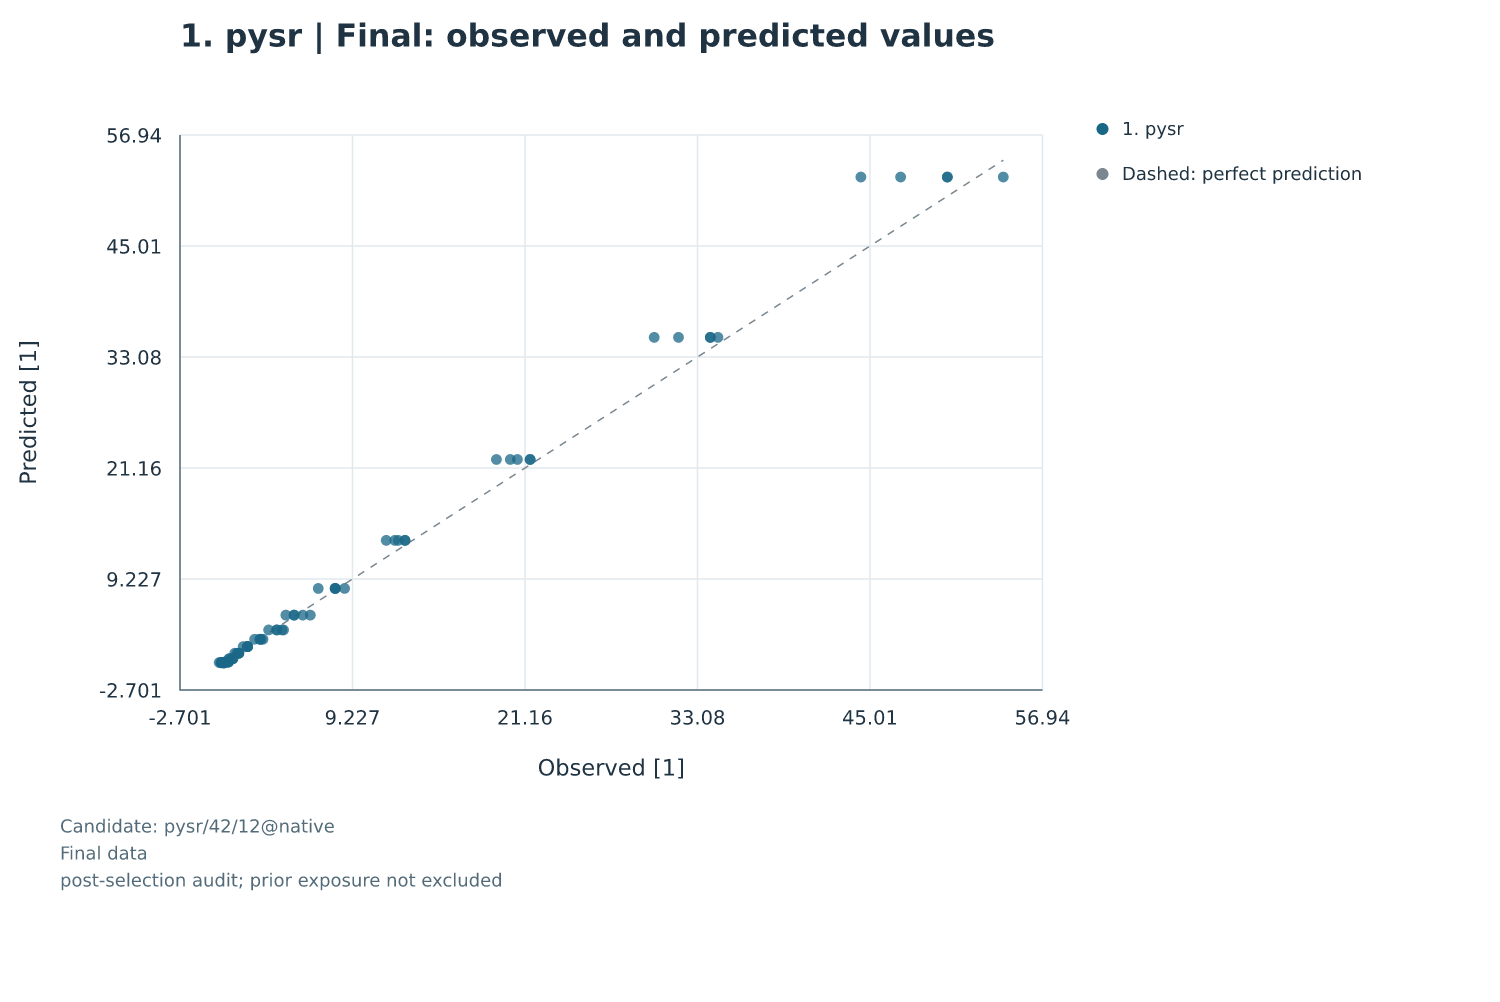 1. pysr | Final: observed and predicted values
56.94
45.01
33.08
21.16
9.227
-2.701
-2.701
9.227
21.16
33.08
45.01
56.94
Predicted [1]
Observed [1]
1. pysr
Dashed: perfect prediction
Candidate: pysr/42/12@native
Final data
post-selection audit; prior exposure not excluded